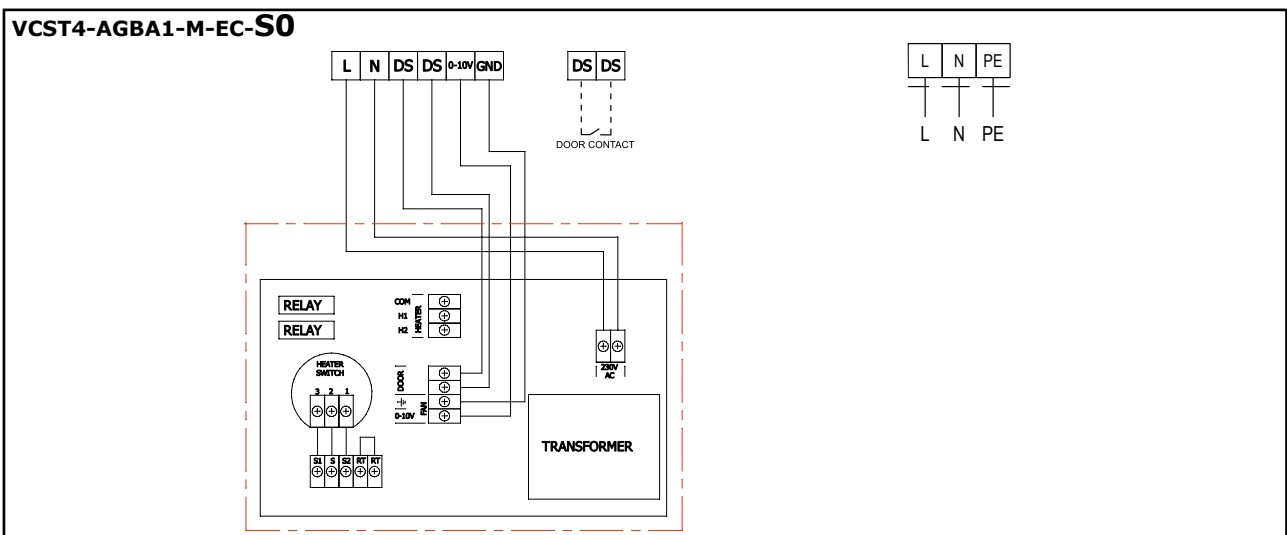 VCST4-AGBA1-M-EC-S0
L N DS DS 0-10V GND
DS DS
DOOR CONTACT
L N PE
L N PE
RELAY
RELAY
COM
H1
H2
HEATER
HEATER
SWITCH
3 2 1
S1 S S2 RT RT
DOOR
0-10V
FAN
230V
AC
TRANSFORMER